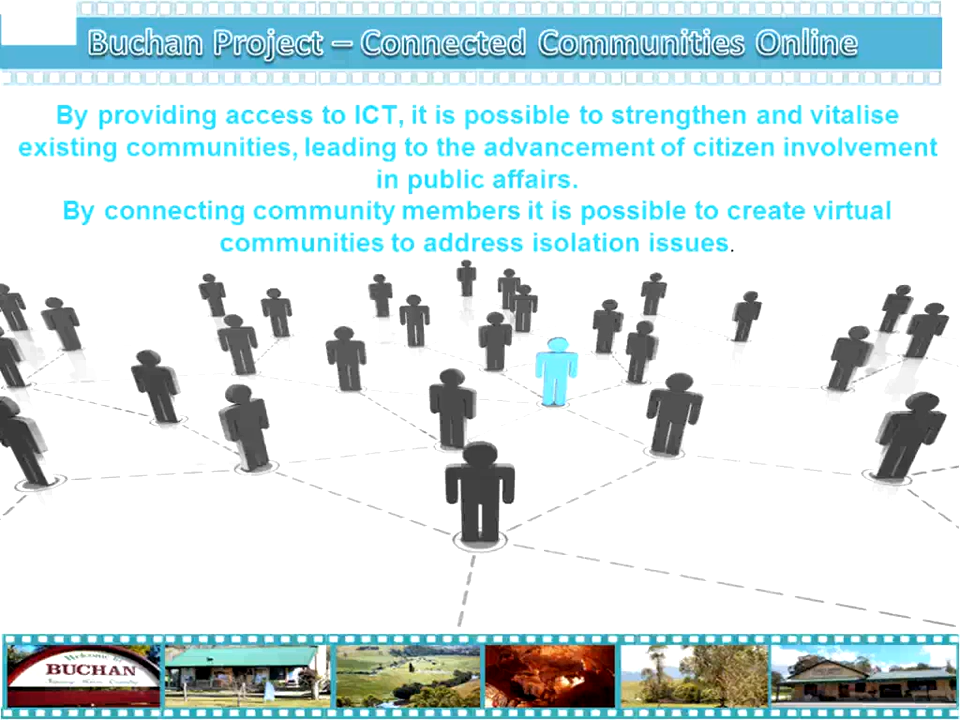 Buchan Project – Connected Communities Online
By providing access to ICT, it is possible to strengthen and vitalise
existing communities, leading to the advancement of citizen involvement
in public affairs.
By connecting community members it is possible to create virtual
communities to address isolation issues.
Welcome to
BUCHAN